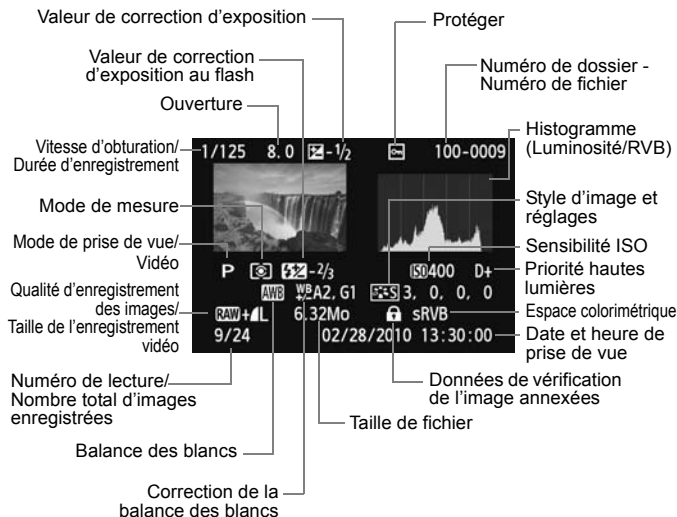 Valeur de correction d'exposition
Protéger
Valeur de correction
d'exposition au flash
Numéro de dossier -
Numéro de fichier
Ouverture
Histogramme
(Luminosité/RVB)
Vitesse d'obturation/
Durée d'enregistrement
1/125 8.0 -1/2 100-0009
Mode de mesure
Style d'image et
réglages
Mode de prise de vue/
Vidéo
Sensibilité ISO
P -2/3 ISO400 D+
Priorité hautes
lumières
Qualité d'enregistrement
des images/
Taille de l'enregistrement
vidéo
AWB WB A2, G1 S 3, 0, 0, 0
RAW+L 6.32Mo sRVB
Espace colorimétrique
9/24 02/28/2010 13:30:00
Date et heure de
prise de vue
Numéro de lecture/
Nombre total d'images
enregistrées
Données de vérification
de l'image annexées
Taille de fichier
Balance des blancs
Correction de la
balance des blancs